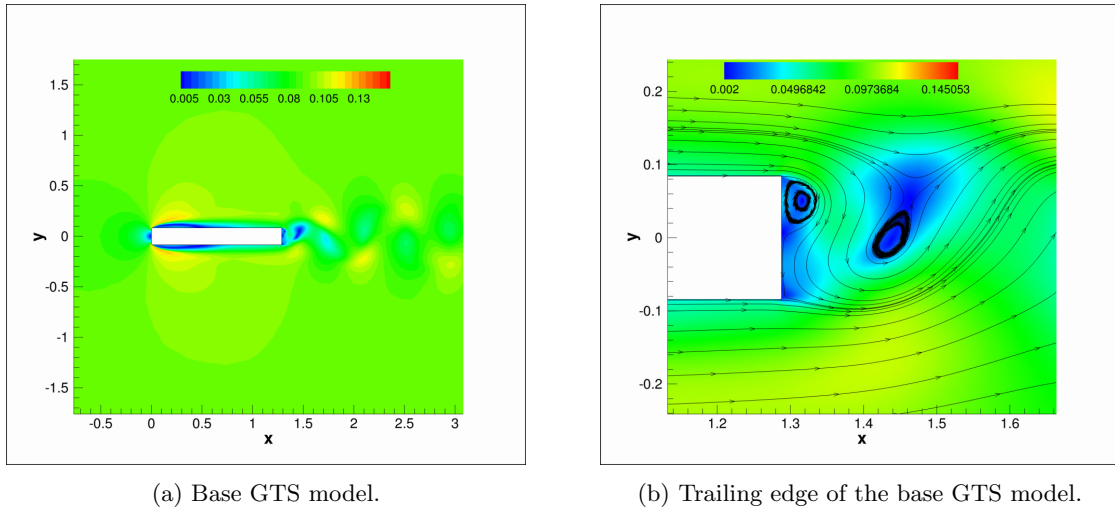 0.005 0.03 0.055 0.08 0.105 0.13
1.5
1
0.5
0
-0.5
-1
-1.5
y
-0.5 0 0.5 1 1.5 2 2.5 3
x
(a) Base GTS model.
0.002 0.0496842 0.0973684 0.145053
0.2
0.1
0
-0.1
-0.2
y
1.2 1.3 1.4 1.5 1.6
x
(b) Trailing edge of the base GTS model.